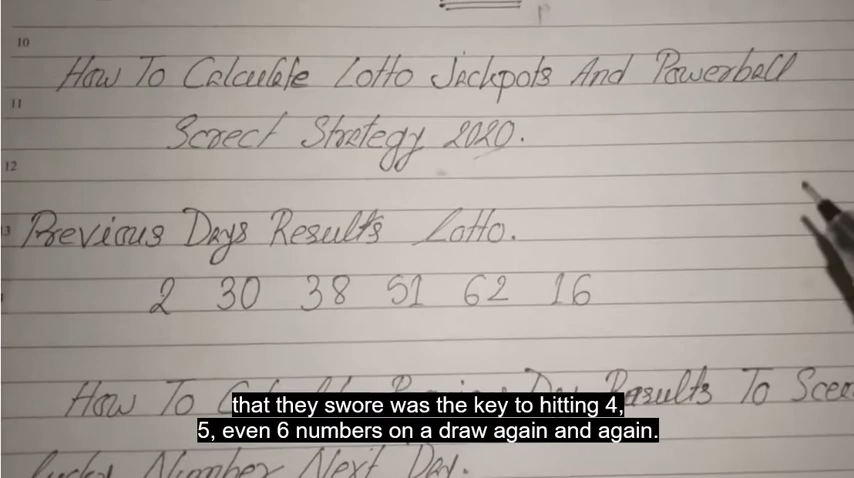 10
How To Calculate Lotto Jackpots And Powerball
11
Screct Strategy 2020.
12
Previous Days Results Lotto.
2 30 38 51 62 16
How To Results To
that they swore was the key to hitting 4,
5, even 6 numbers on a draw again and again.
Number Next Day.